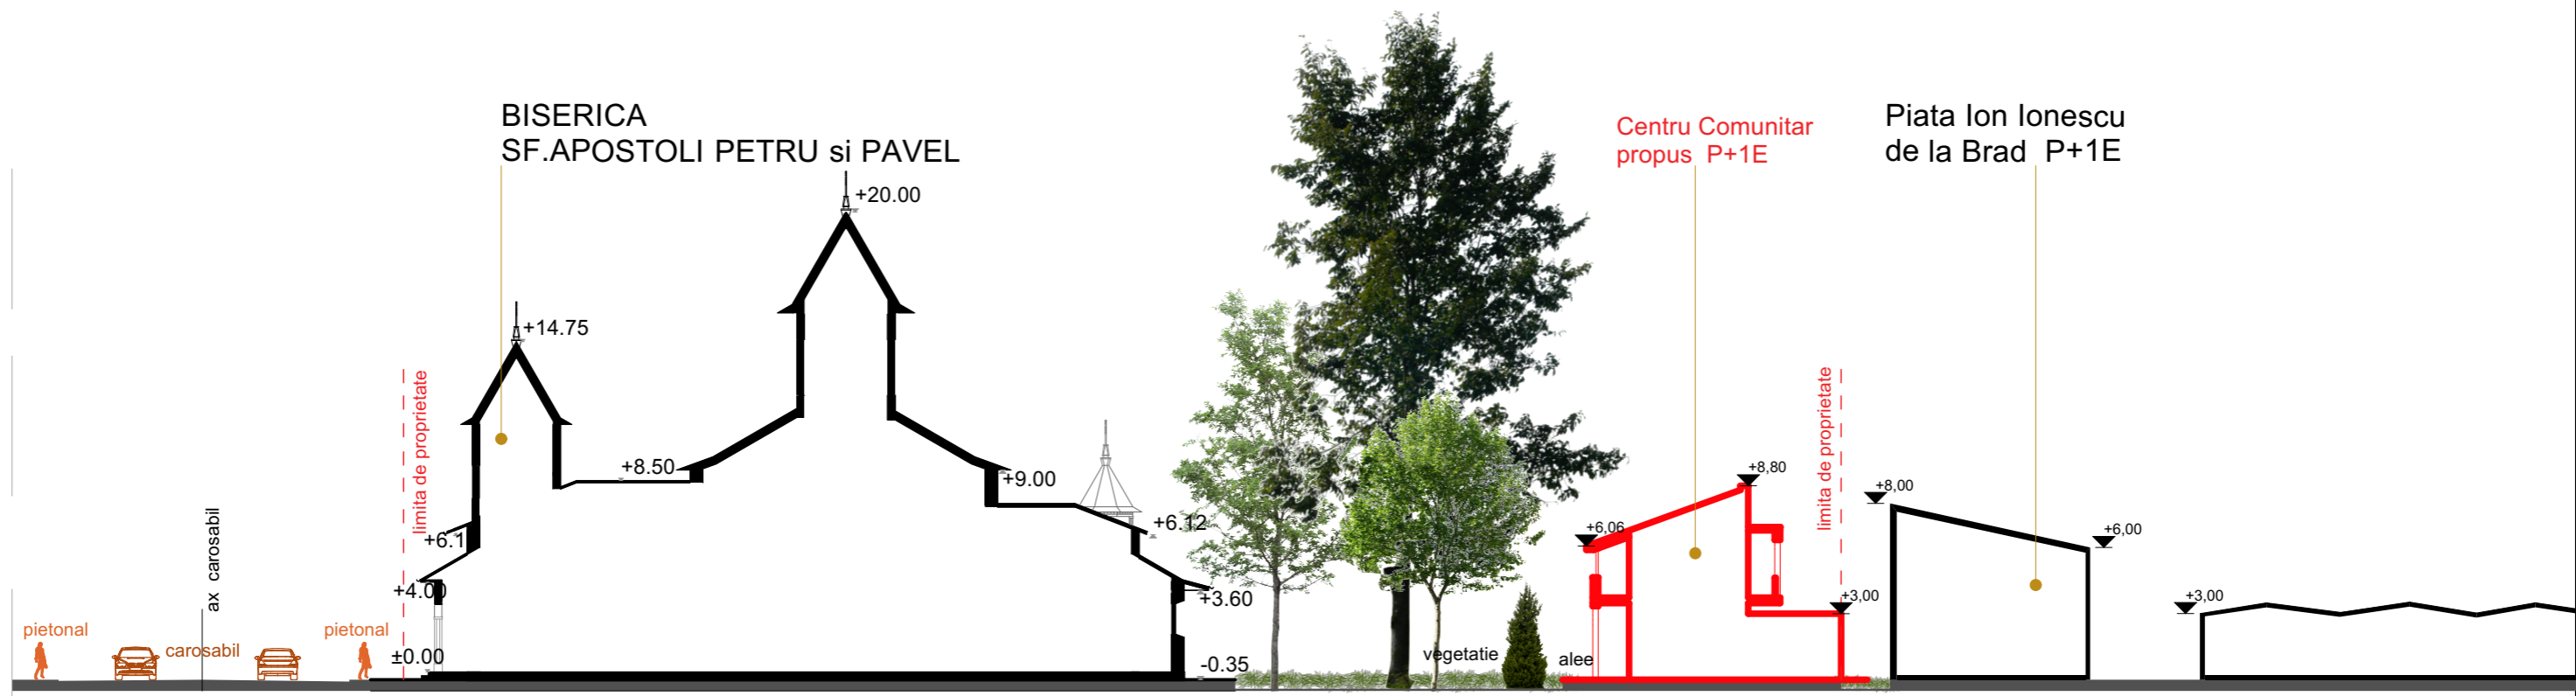 BISERICA
SF.APOSTOLI PETRU si PAVEL
Centru Comunitar
propus P+1E
Piata Ion Ionescu
de la Brad P+1E
+20.00
+14.75
limita de proprietate
+8.50
+9.00
+6.12
+6.1
+4.00
+3.60
±0.00
-0.35
ax carosabil
pietonal
carosabil
pietonal
vegetatie
alee
+8,80
+6,06
limita de proprietate
+3,00
+8,00
+6,00
+3,00